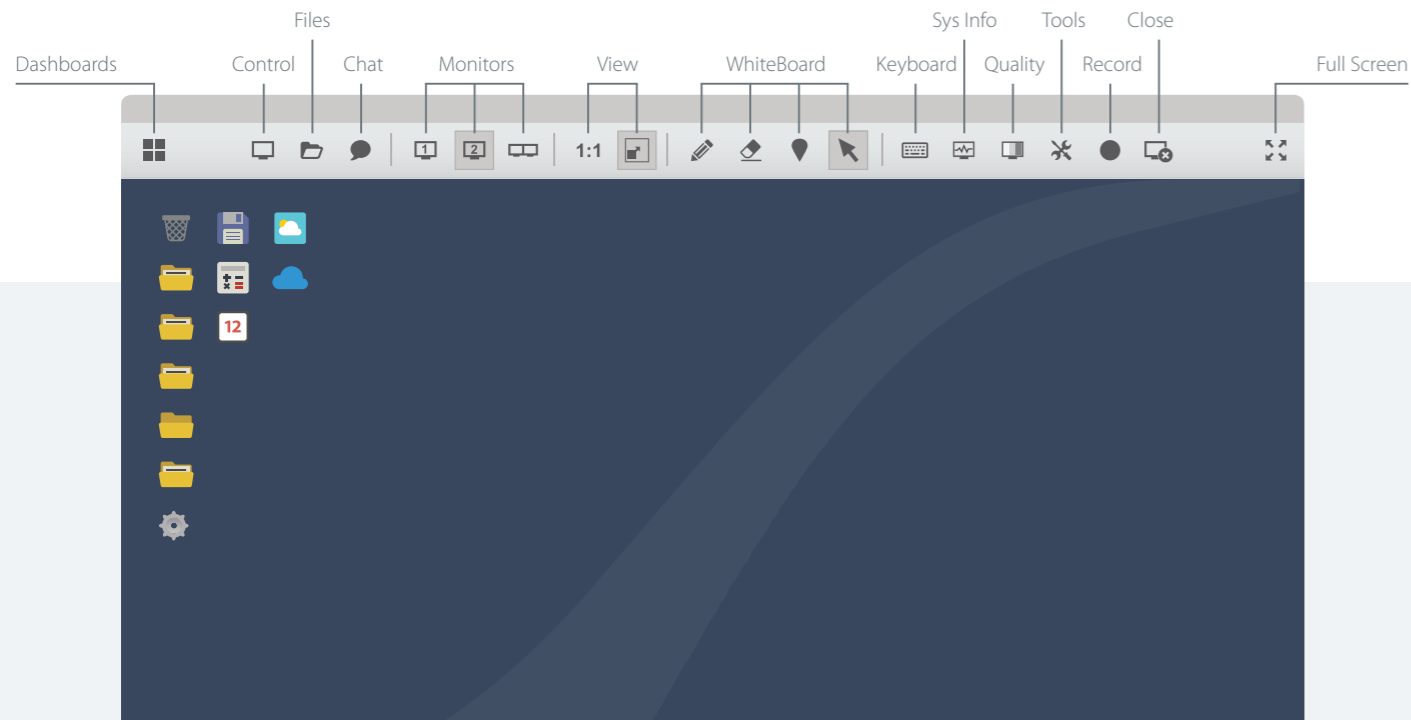 Files
Sys Info
Tools
Close
Dashboards
Control
Chat
Monitors
View
WhiteBoard
Keyboard
Quality
Record
Full Screen
1
2
1:1
12